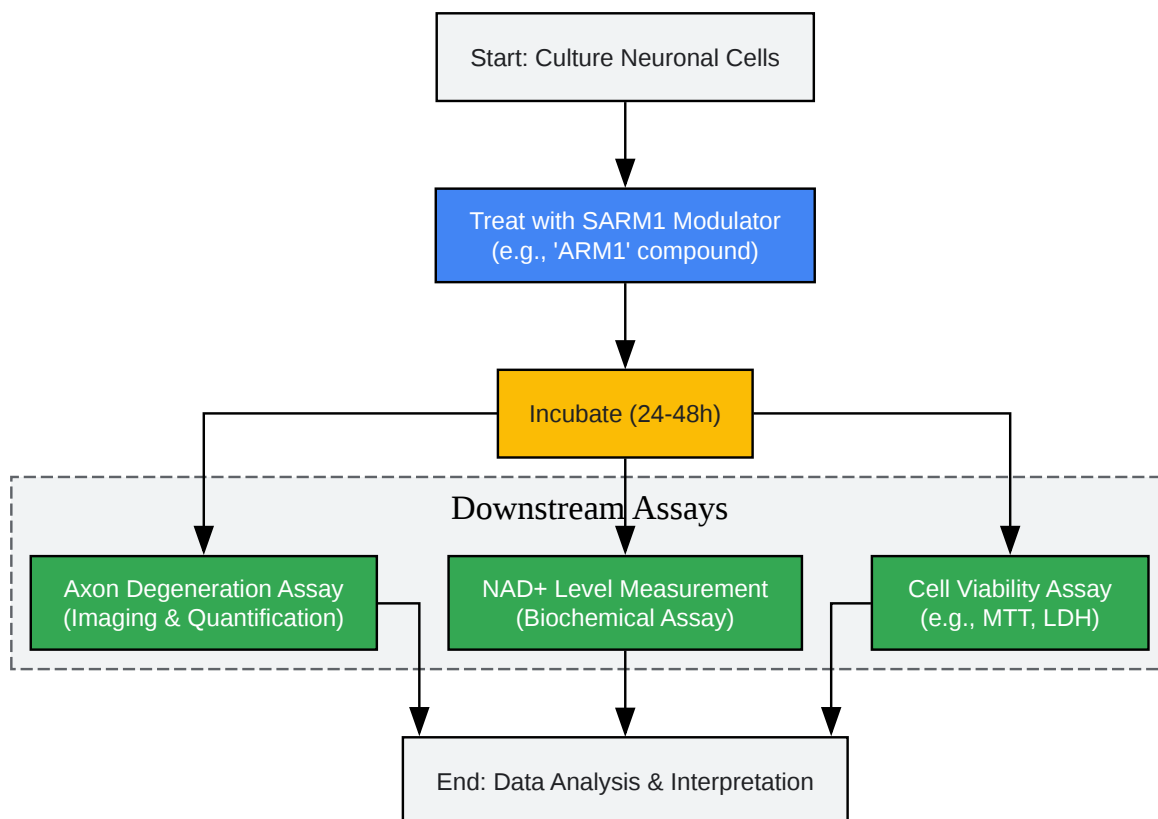 Start: Culture Neuronal Cells
Treat with SARM1 Modulator
(e.g., 'ARM1' compound)
Incubate (24-48h)
Downstream Assays
Axon Degeneration Assay
(Imaging & Quantification)
NAD+ Level Measurement
(Biochemical Assay)
Cell Viability Assay
(e.g., MTT, LDH)
End: Data Analysis & Interpretation